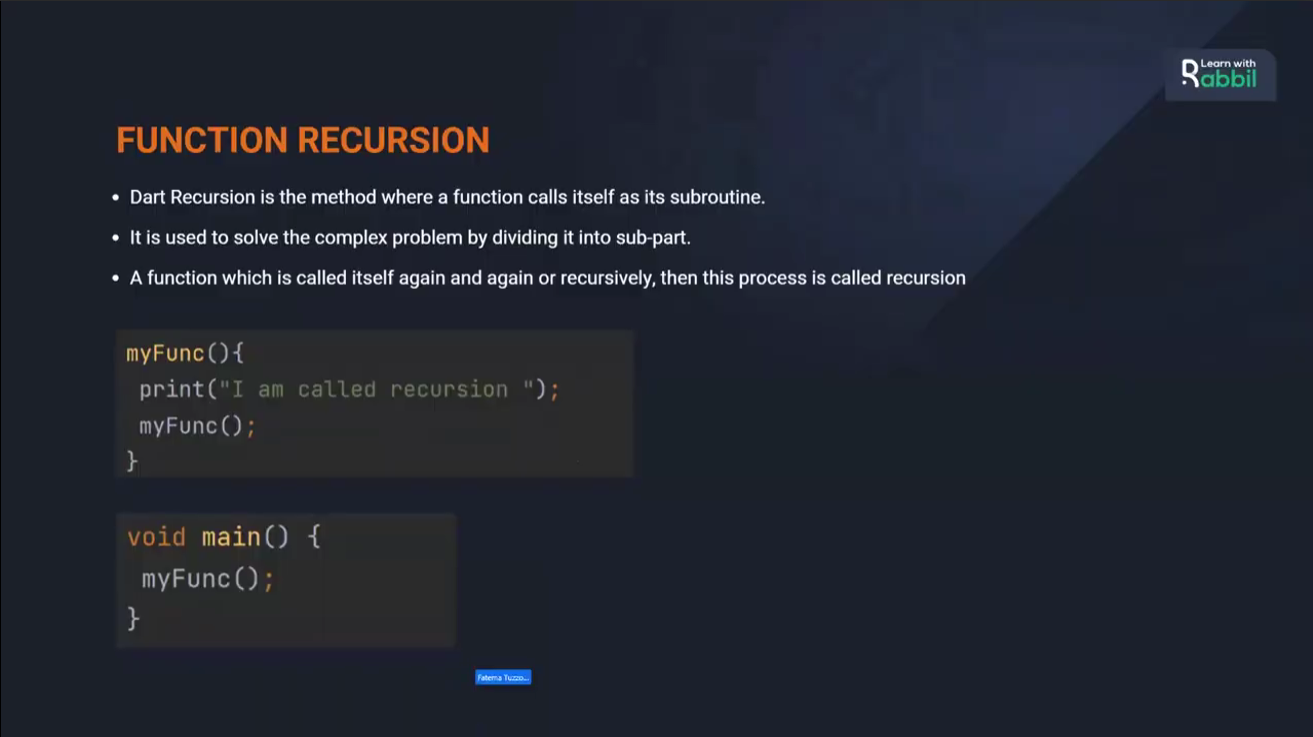 Learn with
Rabbil
FUNCTION RECURSION
• Dart Recursion is the method where a function calls itself as its subroutine.
• It is used to solve the complex problem by dividing it into sub-part.
• A function which is called itself again and again or recursively, then this process is called recursion
myFunc(){
print("I am called recursion ");
myFunc();
}
void main() {
myFunc();
}
Fatema Tuzzo...